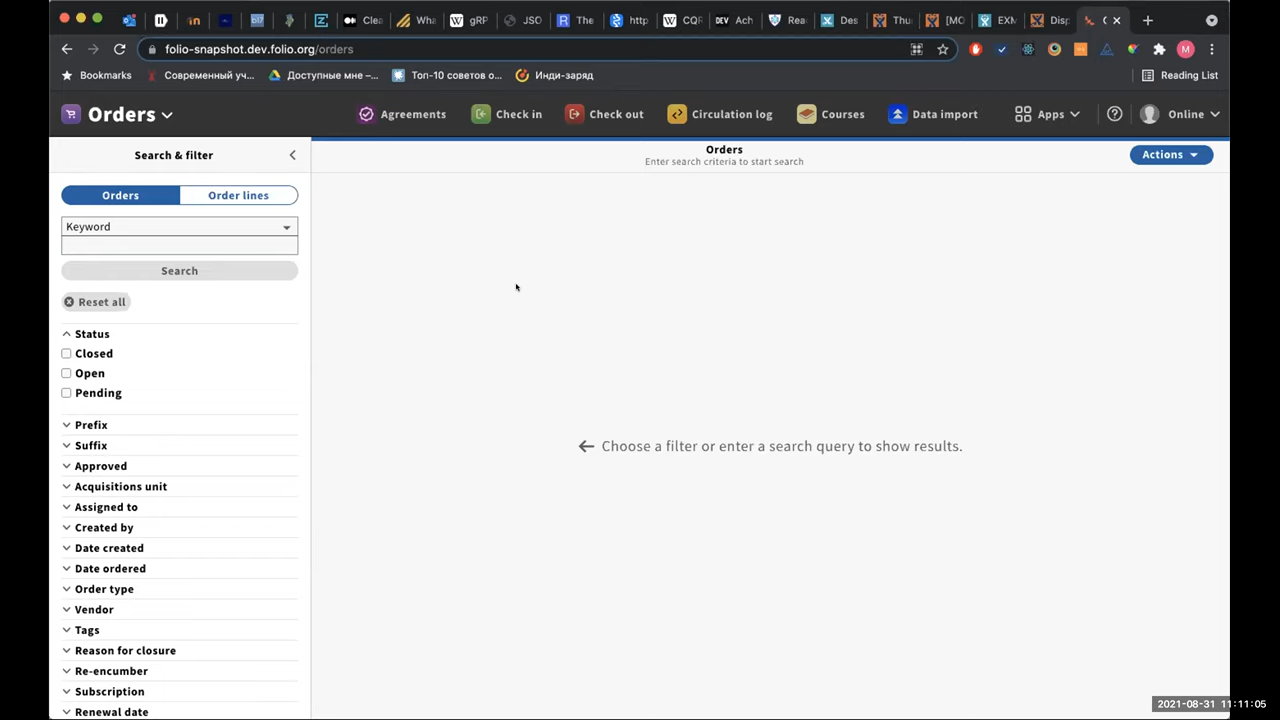 Clea
Wha
gRP
JSO
The
http
CQR
Ach
Rea
Des
Thu
[MO
EXM
Disp
folio-snapshot.dev.folio.org/orders
M
Bookmarks
Современный уч...
Доступные мне –...
Топ-10 советов о...
Инди-заряд
Reading List
Orders
Agreements
Check in
Check out
Circulation log
Courses
Data import
Apps
Online
Search & filter
Orders
Enter search criteria to start search
Actions
Orders
Order lines
Keyword
Search
Reset all
Status
Closed
Open
Pending
Choose a filter or enter a search query to show results.
Prefix
Suffix
Approved
Acquisitions unit
Assigned to
Created by
Date created
Date ordered
Order type
Vendor
Tags
Reason for closure
Re-encumber
Subscription
Renewal date
2021-08-31 11:11:05